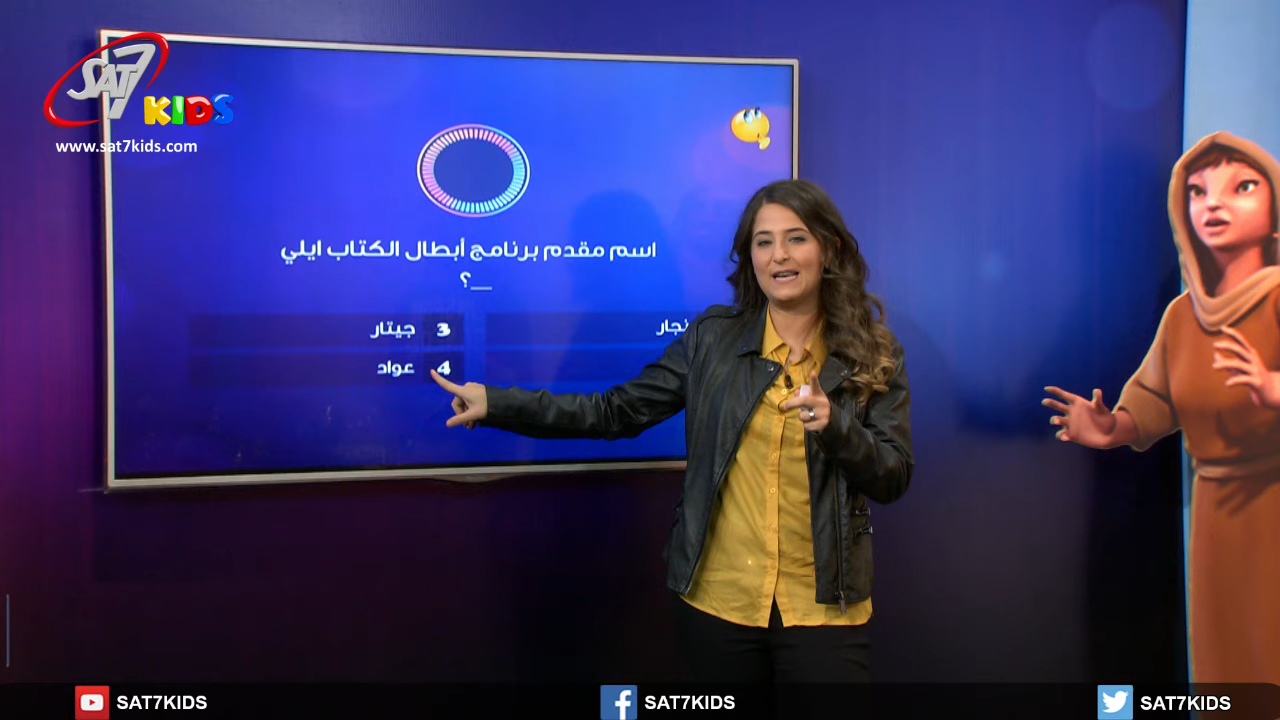 SAT7
KIDS
www.sat7kids.com
اسم مقدم برنامج أبطال الكتاب ايلي
__؟
نجار
3 جيتار
4 عواد
SAT7KIDS
SAT7KIDS
SAT7KIDS